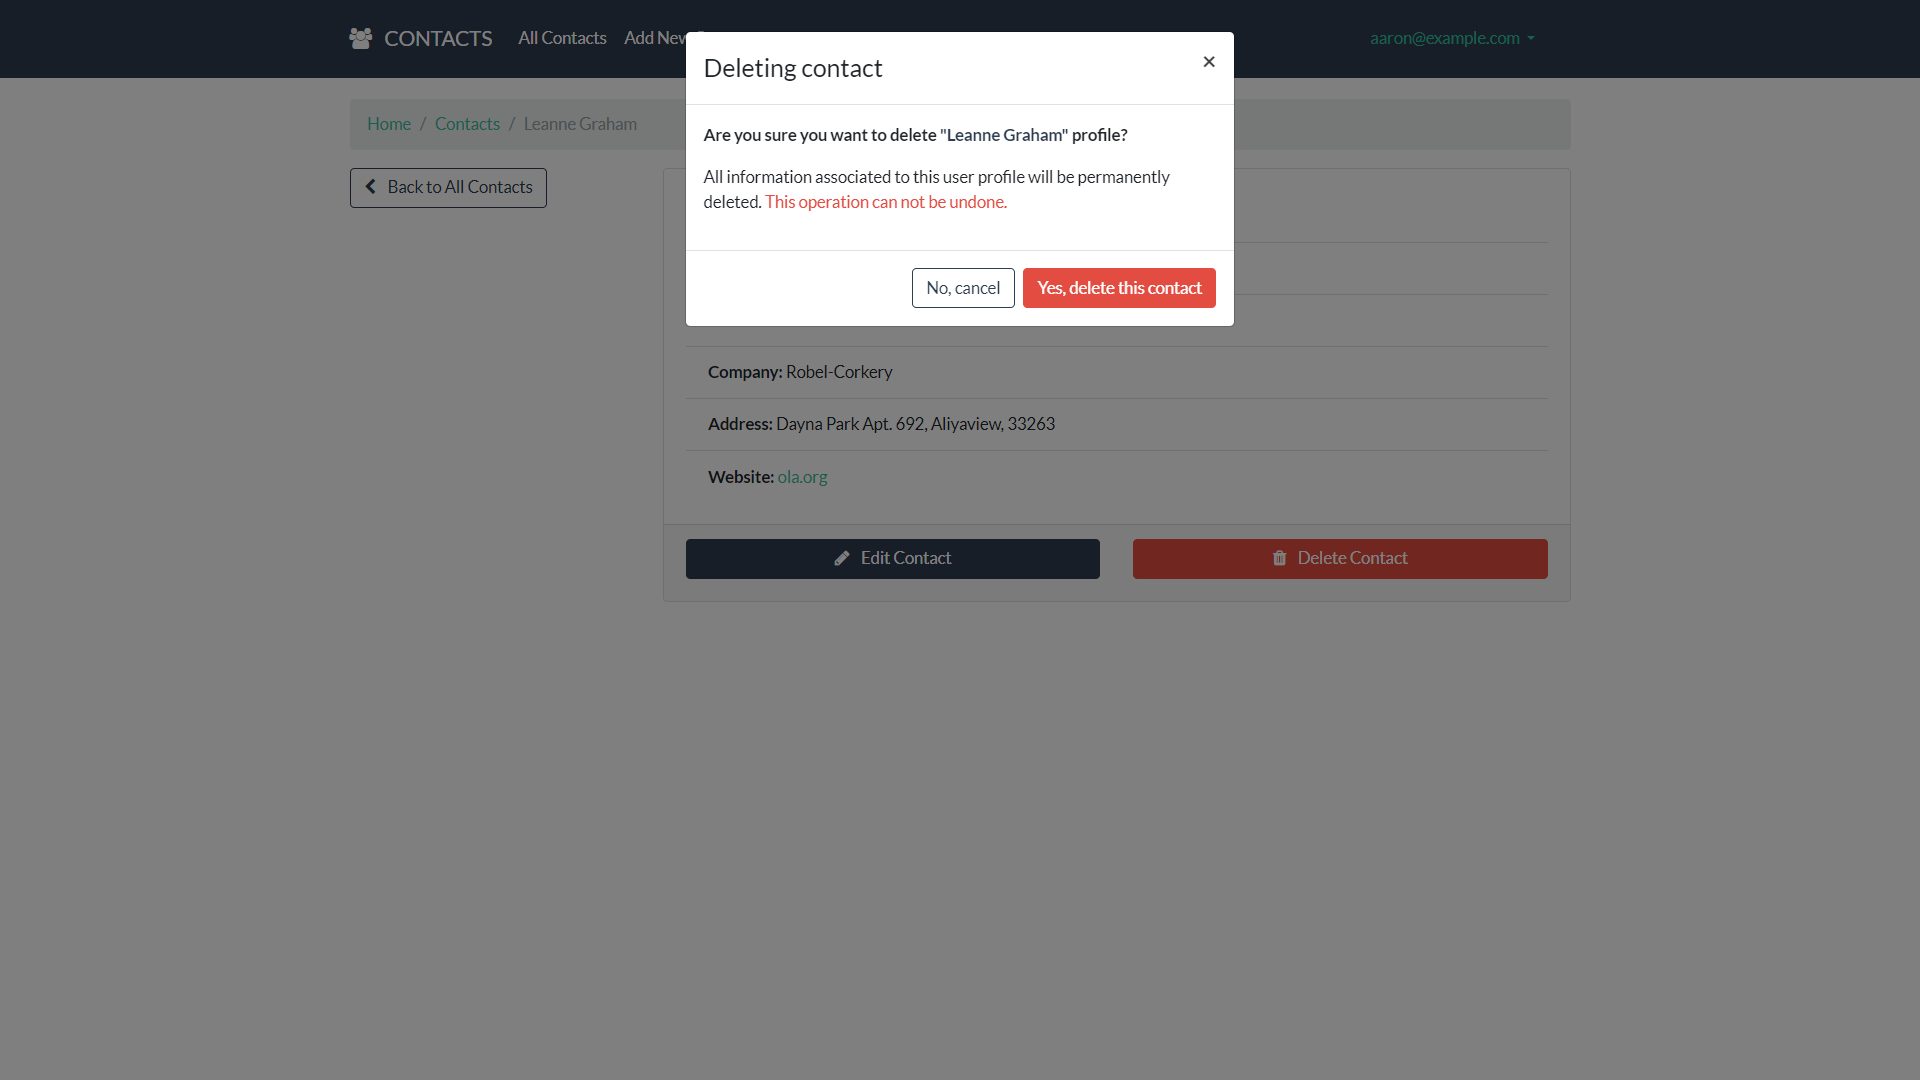 CONTACTS All Contacts Add New
aaron@example.com
Deleting contact
×
Home / Contacts / Leanne Graham
Are you sure you want to delete "Leanne Graham" profile?
Back to All Contacts
All information associated to this user profile will be permanently
deleted. This operation can not be undone.
No, cancel
Yes, delete this contact
Company: Robel-Corkery
Address: Dayna Park Apt. 692, Aliyaview, 33263
Website: ola.org
Edit Contact
Delete Contact